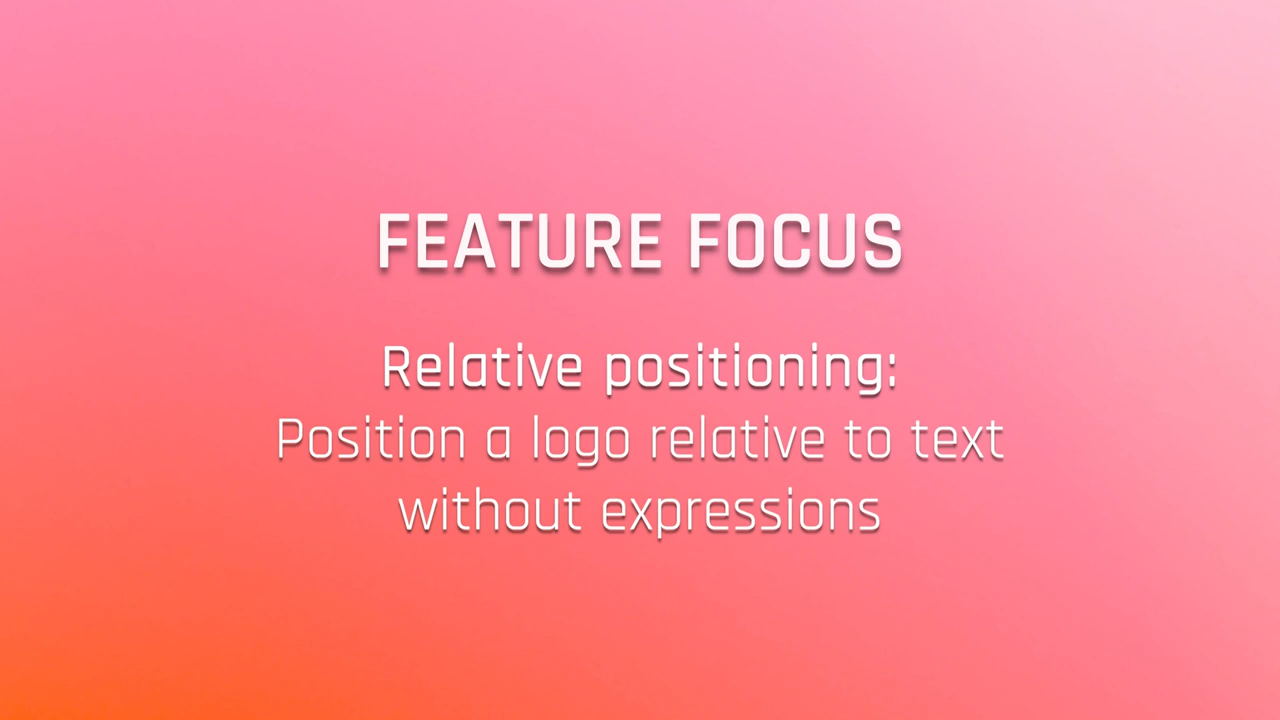 FEATURE FOCUS
Relative positioning:
Position a logo relative to text
without expressions